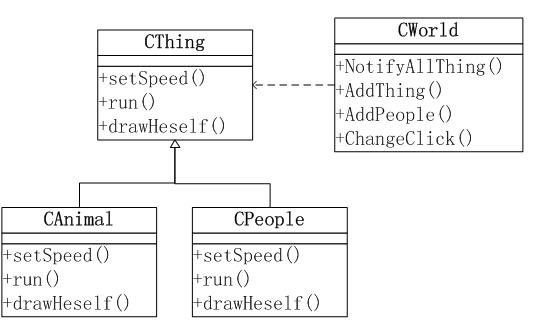 CThing
+setSpeed()
+run()
+drawHeself()
CWorld
+NotifyAllThing()
+AddThing()
+AddPeople()
+ChangeClick()
CAnimal
+setSpeed()
+run()
+drawHeself()
CPeople
+setSpeed()
+run()
+drawHeself()